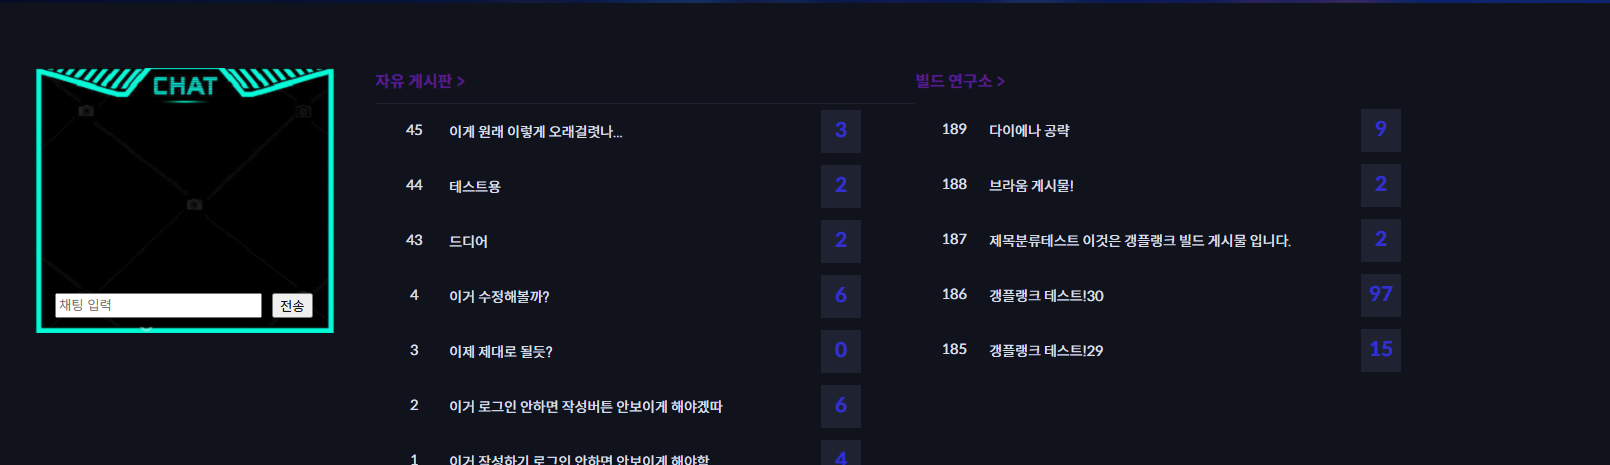 CHAT
채팅 입력
전송
자유 게시판 >
45 이게 원래 이렇게 오래걸렷나... 3
44 테스트용 2
43 드디어 2
4 이거 수정해볼까? 6
3 이제 제대로 될듯? 0
2 이거 로그인 안하면 작성버튼 안보이게 해야겠따 6
1 이거 작성하기 로그인 안하면 안보이게 해야함 4
빌드 연구소 >
189 다이에나 공략 9
188 브라움 게시물! 2
187 제목분류테스트 이것은 갱플랭크 빌드 게시물 입니다. 2
186 갱플랭크 테스트!30 97
185 갱플랭크 테스트!29 15